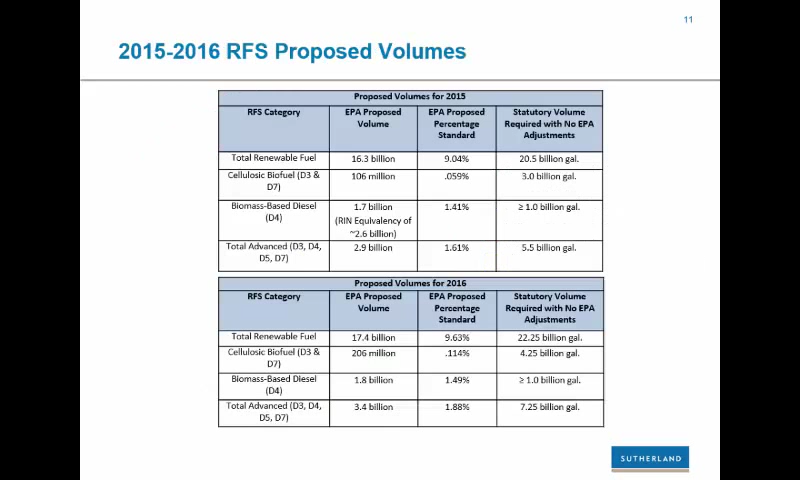 11
2015-2016 RFS Proposed Volumes
Proposed Volumes for 2015
RFS Category EPA Proposed EPA Proposed Statutory Volume
Volume Percentage Required with No EPA
Standard Adjustments
Total Renewable Fuel 16.3 billion 9.04% 20.5 billion gal.
Cellulosic Biofuel (D3 & 106 million .059% 3.0 billion gal.
D7)
Biomass-Based Diesel 1.7 billion 1.41% ≥ 1.0 billion gal.
(D4) (RIN Equivalency of
~2.6 billion)
Total Advanced (D3, D4, 2.9 billion 1.61% 5.5 billion gal.
D5, D7)
Proposed Volumes for 2016
RFS Category EPA Proposed EPA Proposed Statutory Volume
Volume Percentage Required with No EPA
Standard Adjustments
Total Renewable Fuel 17.4 billion 9.63% 22.25 billion gal.
Cellulosic Biofuel (D3 & 206 million .114% 4.25 billion gal.
D7)
Biomass-Based Diesel 1.8 billion 1.49% ≥ 1.0 billion gal.
(D4)
Total Advanced (D3, D4, 3.4 billion 1.88% 7.25 billion gal.
D5, D7)
SUTHERLAND